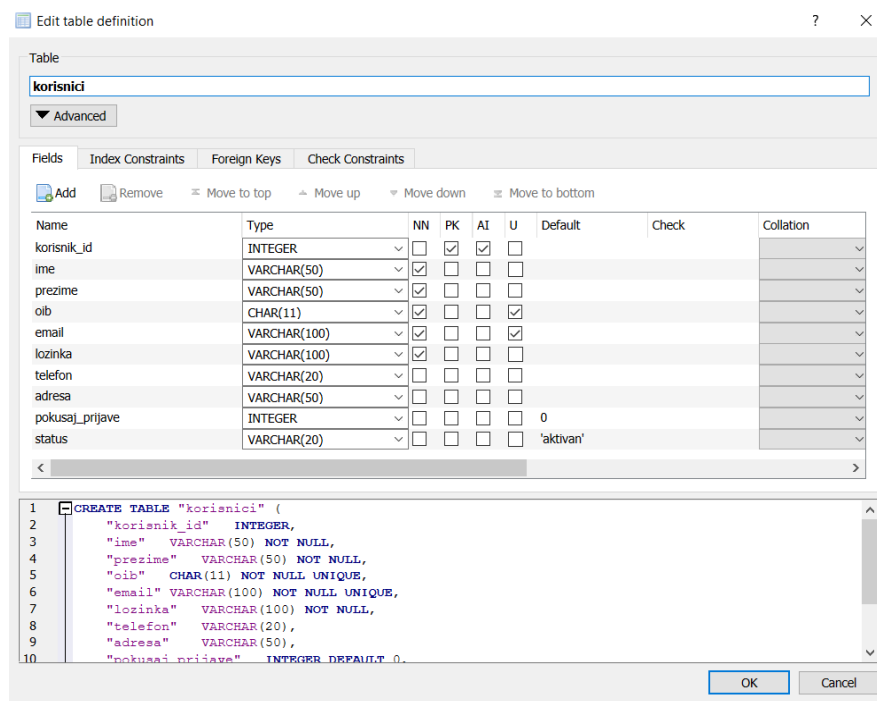 Edit table definition ? ×
Table
korisnici
Advanced
Fields Index Constraints Foreign Keys Check Constraints
Add Remove Move to top Move up Move down Move to bottom
Name Type NN PK AI U Default Check Collation
korisnik_id INTEGER
ime VARCHAR(50)
prezime VARCHAR(50)
oib CHAR(11)
email VARCHAR(100)
lozinka VARCHAR(100)
telefon VARCHAR(20)
adresa VARCHAR(50)
pokusaj_prijave INTEGER 0
status VARCHAR(20) 'aktivan'
1 CREATE TABLE "korisnici" (
2 "korisnik_id" INTEGER,
3 "ime" VARCHAR(50) NOT NULL,
4 "prezime" VARCHAR(50) NOT NULL,
5 "oib" CHAR(11) NOT NULL UNIQUE,
6 "email" VARCHAR(100) NOT NULL UNIQUE,
7 "lozinka" VARCHAR(100) NOT NULL,
8 "telefon" VARCHAR(20),
9 "adresa" VARCHAR(50),
10 "pokusaj_prijave" INTEGER DEFAULT 0,
OK Cancel